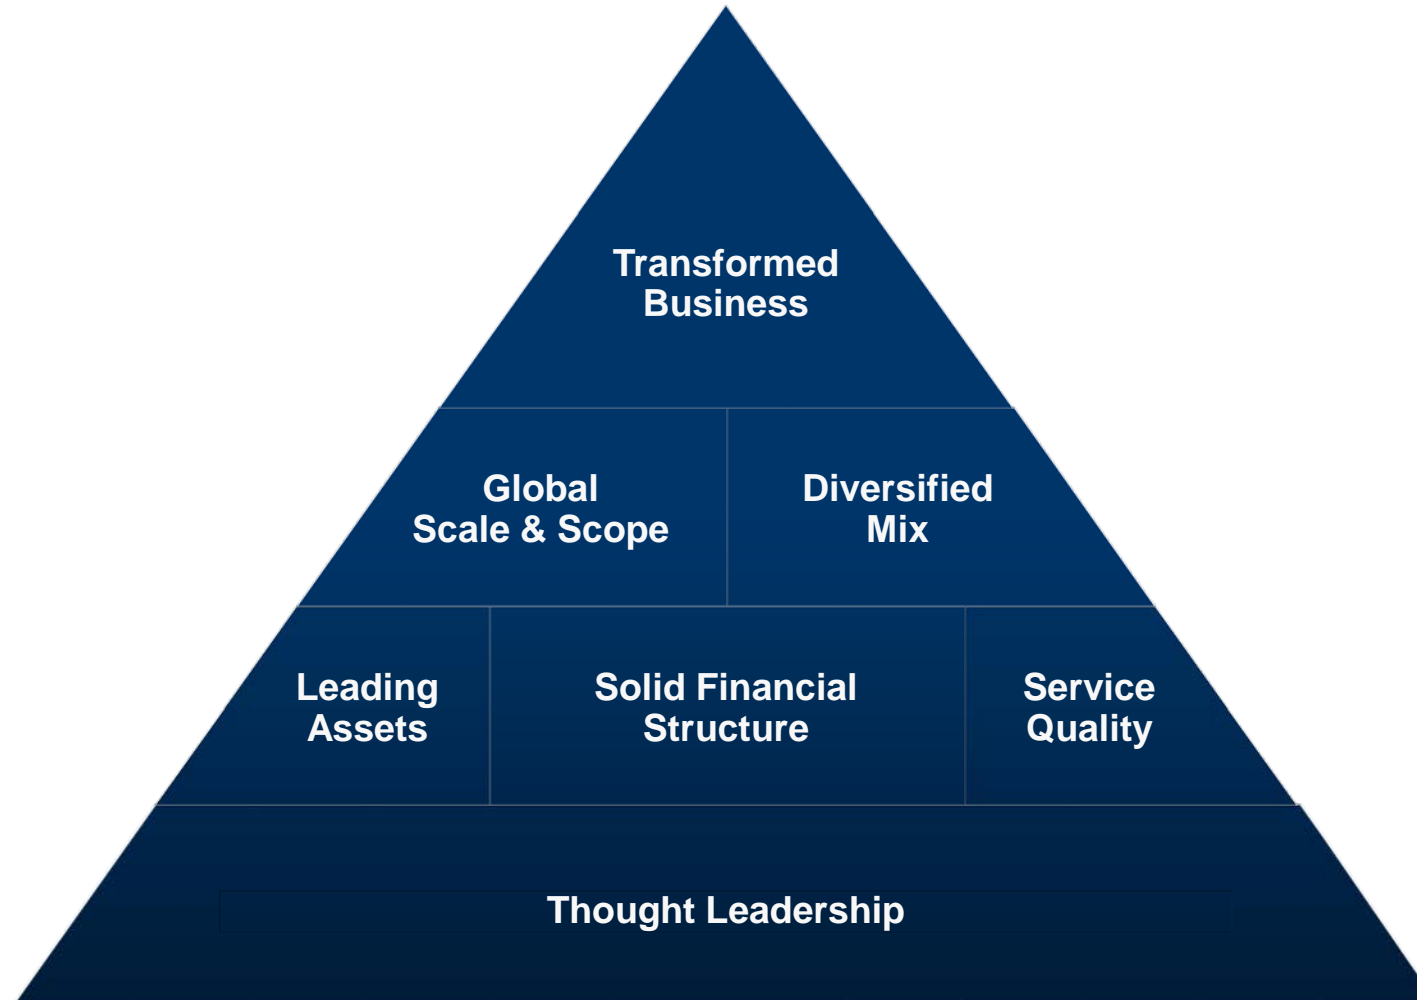 Transformed
Business
Global
Scale & Scope
Diversified
Mix
Leading
Assets
Solid Financial
Structure
Service
Quality
Thought Leadership